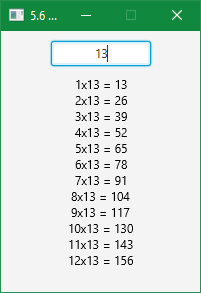 5.6 ...
13
1x13 = 13
2x13 = 26
3x13 = 39
4x13 = 52
5x13 = 65
6x13 = 78
7x13 = 91
8x13 = 104
9x13 = 117
10x13 = 130
11x13 = 143
12x13 = 156